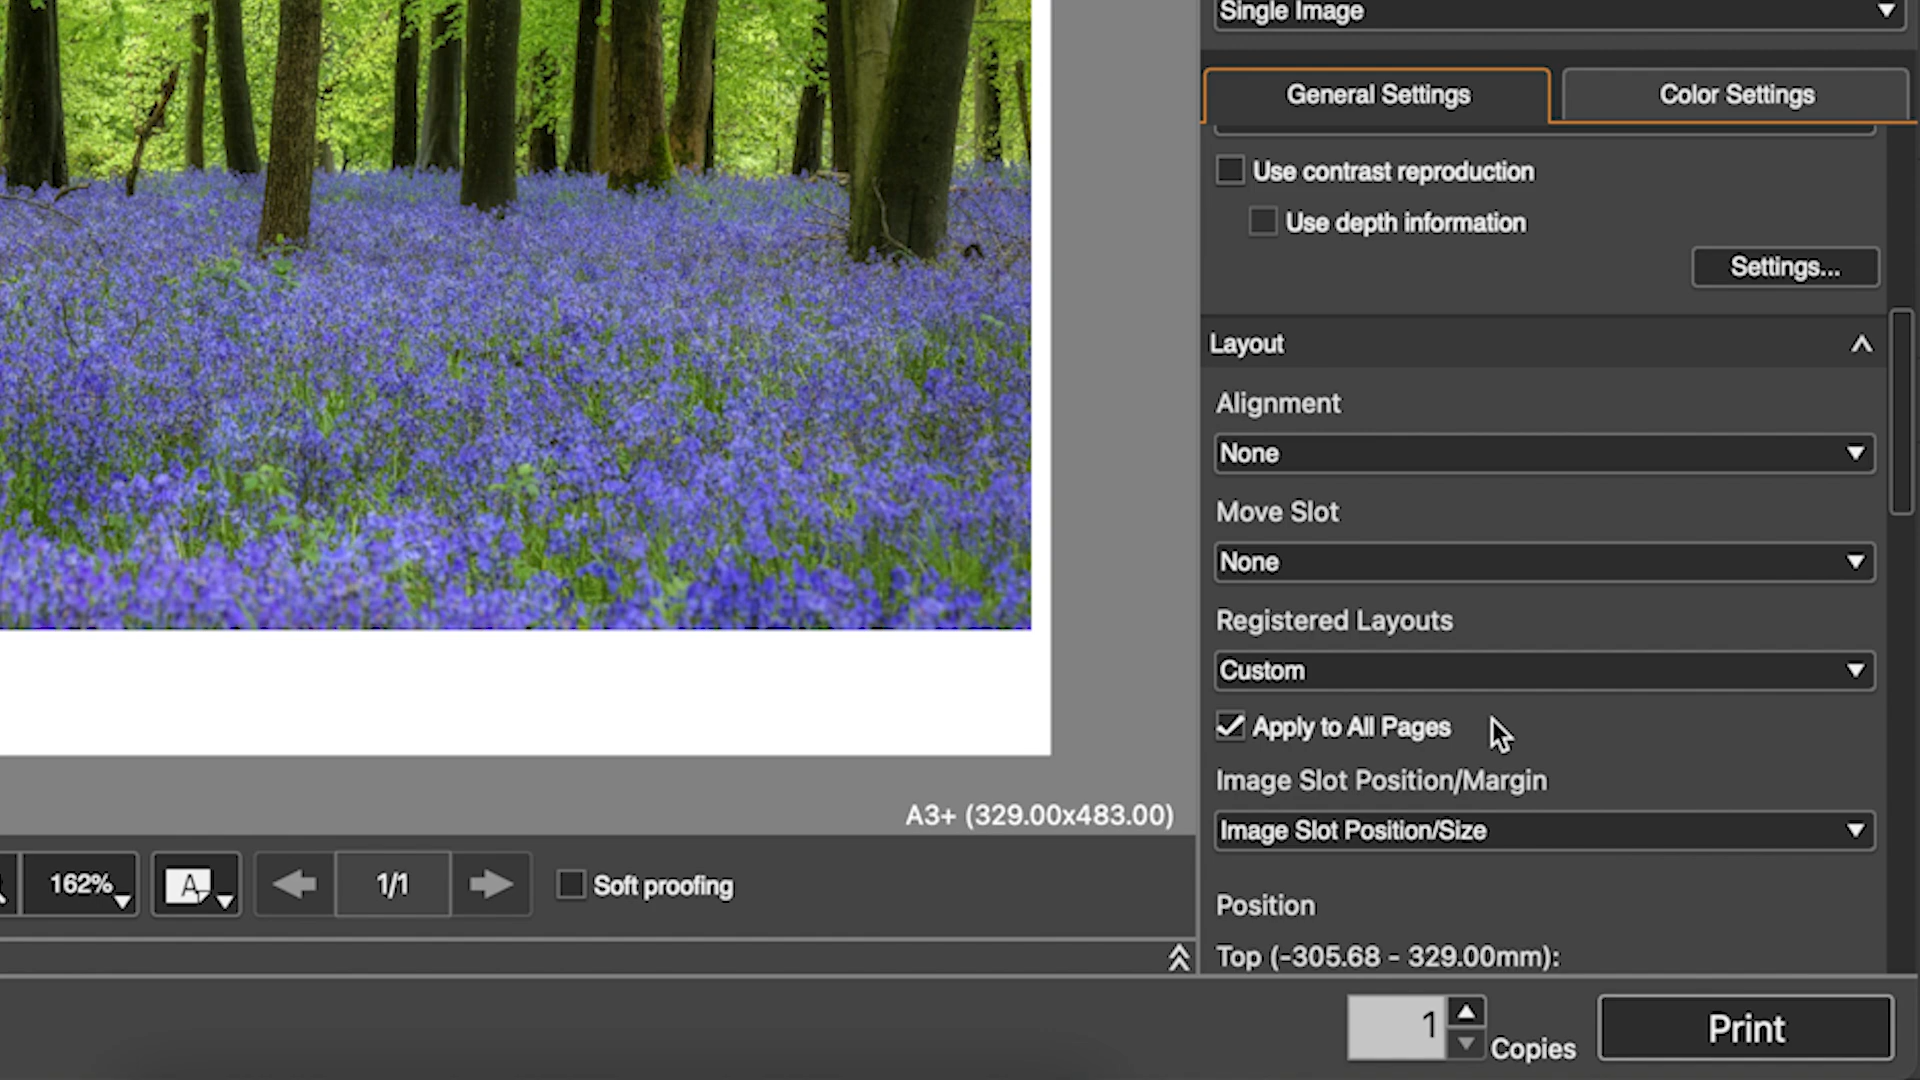 Single Image
General Settings
Color Settings
Use contrast reproduction
Use depth information
Settings...
Layout
Alignment
None
Move Slot
None
Registered Layouts
Custom
Apply to All Pages
Image Slot Position/Margin
A3+ (329.00x483.00)
Image Slot Position/Size
162%
A
1/1
Soft proofing
Position
Top (-305.68 - 329.00mm):
1
Copies
Print